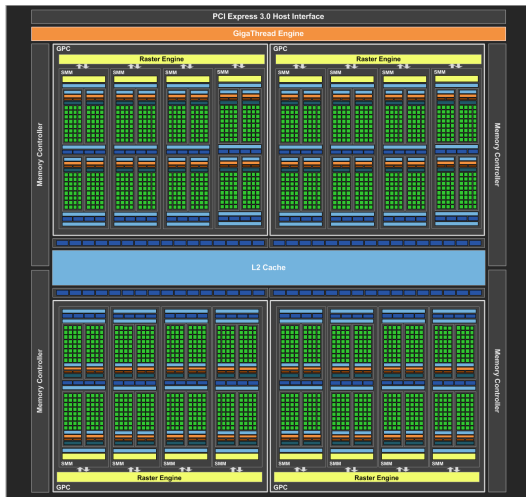 PCI Express 3.0 Host Interface
GigaThread Engine
GPC
Raster Engine
SMM SMM SMM SMM
GPC
Raster Engine
SMM SMM SMM SMM
Memory Controller
Memory Controller
L2 Cache
Memory Controller
Memory Controller
SMM SMM SMM SMM
Raster Engine
GPC
SMM SMM SMM SMM
Raster Engine
GPC